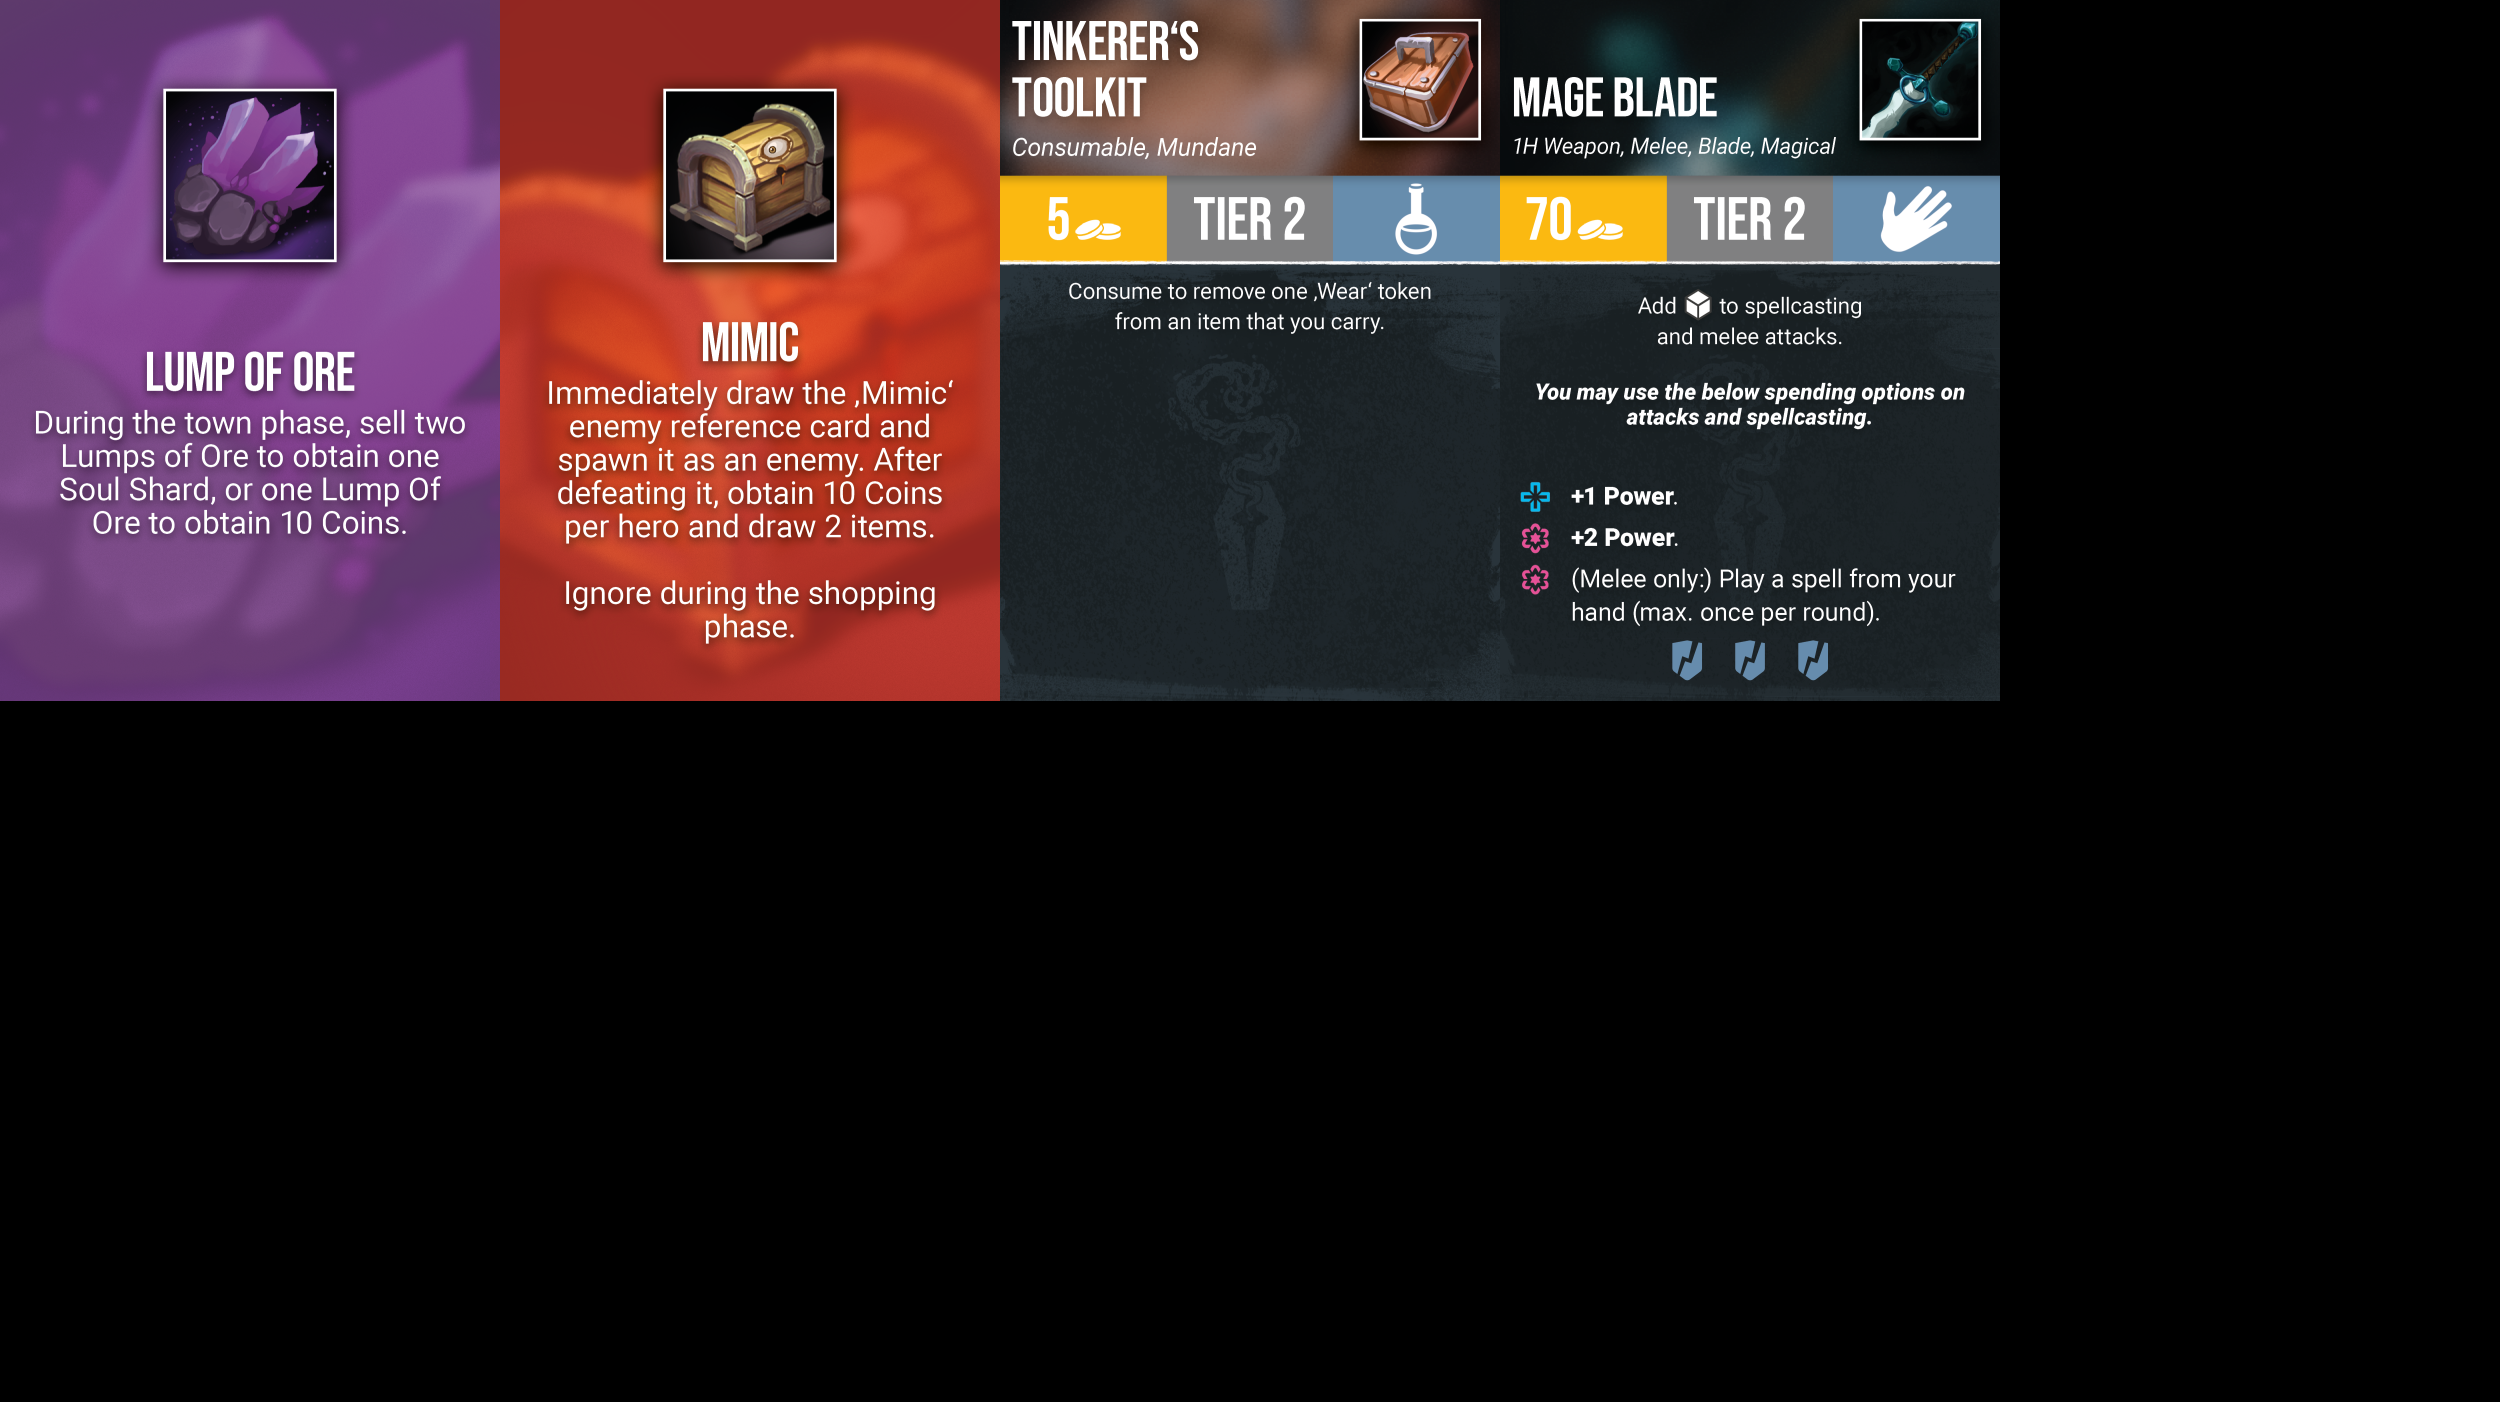 LUMP OF ORE
During the town phase, sell two
Lumps of Ore to obtain one
Soul Shard, or one Lump Of
Ore to obtain 10 Coins.
MIMIC
Immediately draw the ‚Mimic‘
enemy reference card and
spawn it as an enemy. After
defeating it, obtain 10 Coins
per hero and draw 2 items.
Ignore during the shopping
phase.
TINKERER‘S
TOOLKIT
Consumable, Mundane
5
TIER 2
Consume to remove one ‚Wear‘ token
from an item that you carry.
MAGE BLADE
1H Weapon, Melee, Blade, Magical
70
TIER 2
Add to spellcasting
and melee attacks.
You may use the below spending options on
attacks and spellcasting.
+1 Power.
+2 Power.
(Melee only:) Play a spell from your
hand (max. once per round).